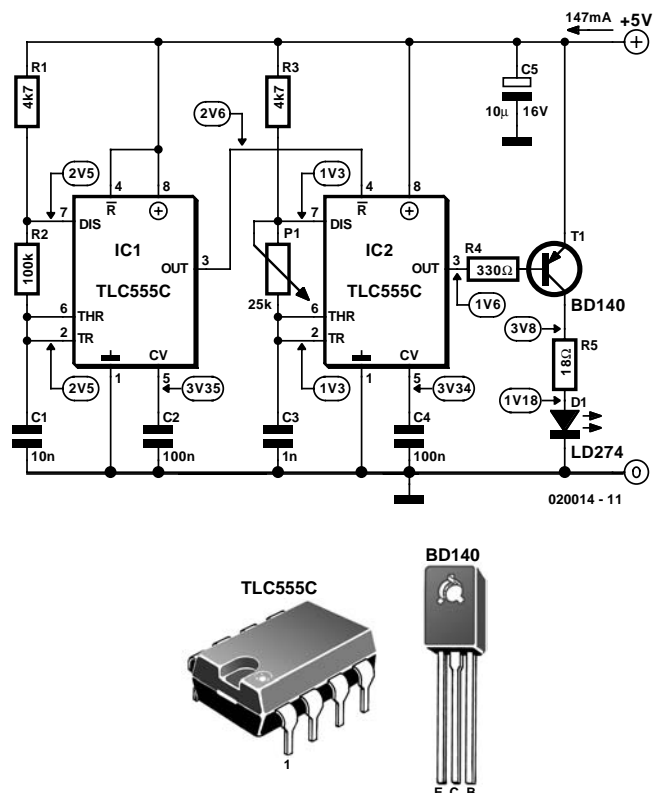 147mA
+5V
R1
4k7
R3
4k7
C5
10µ 16V
2V6
2V5
4
8
1V3
4
8
R
R
7
DIS
P1
7
DIS
T1
R2
100k
IC1
OUT
3
IC2
OUT
3
R4
330Ω
BD140
TLC555C
25k
TLC555C
1V6
6
THR
6
THR
3V8
2
TR
2
TR
R5
18Ω
2V5
CV
1V3
CV
1
5
3V35
1
5
3V34
1V18
D1
C1
10n
C2
100n
C3
1n
C4
100n
LD274
0
020014 - 11
BD140
TLC555C
1
E C B